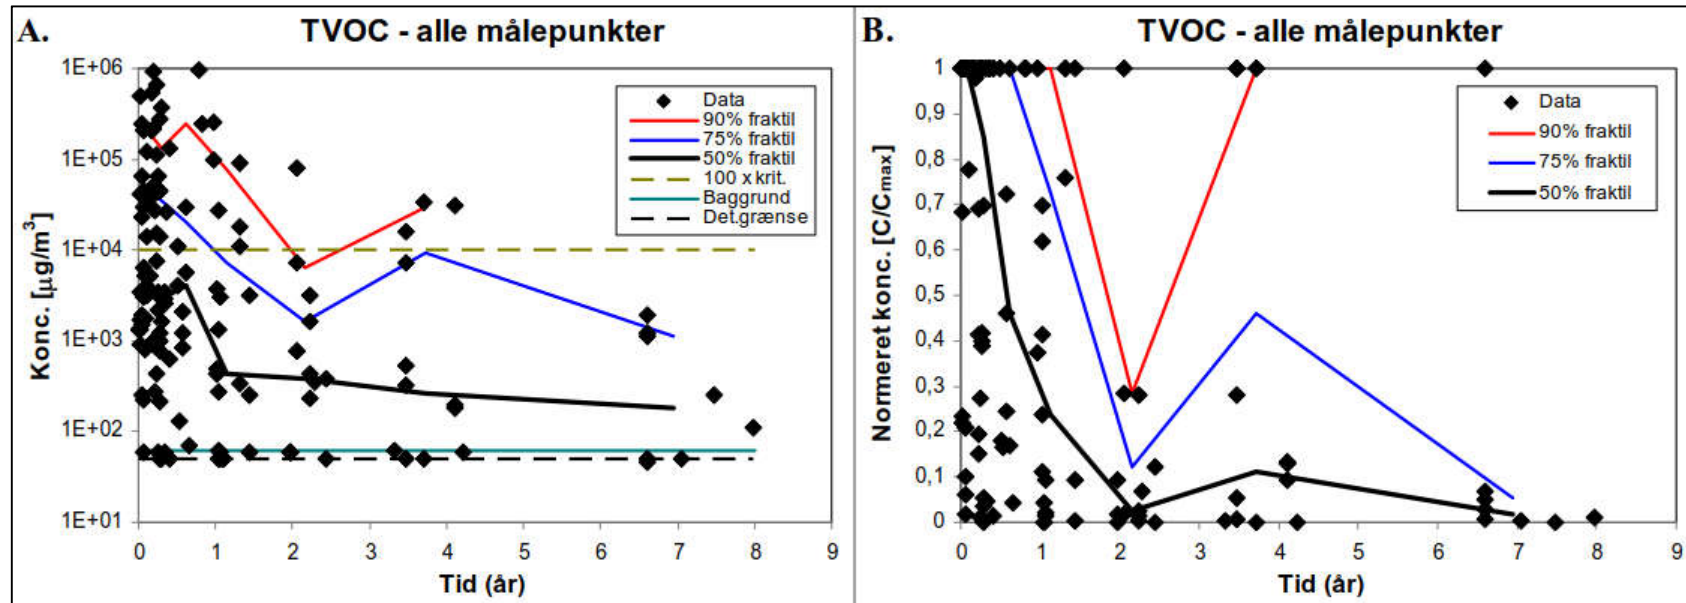 A.
TVOC - alle målepunkter
Konc. [µg/m³]
1E+06
1E+05
1E+04
1E+03
1E+02
1E+01
Data
90% fraktil
75% fraktil
50% fraktil
100 x krit.
Baggrund
Det.grænse
0 1 2 3 4 5 6 7 8 9
Tid (år)
B.
TVOC - alle målepunkter
Normeret konc. [C/Cmax]
1
0,9
0,8
0,7
0,6
0,5
0,4
0,3
0,2
0,1
0
Data
90% fraktil
75% fraktil
50% fraktil
0 1 2 3 4 5 6 7 8 9
Tid (år)